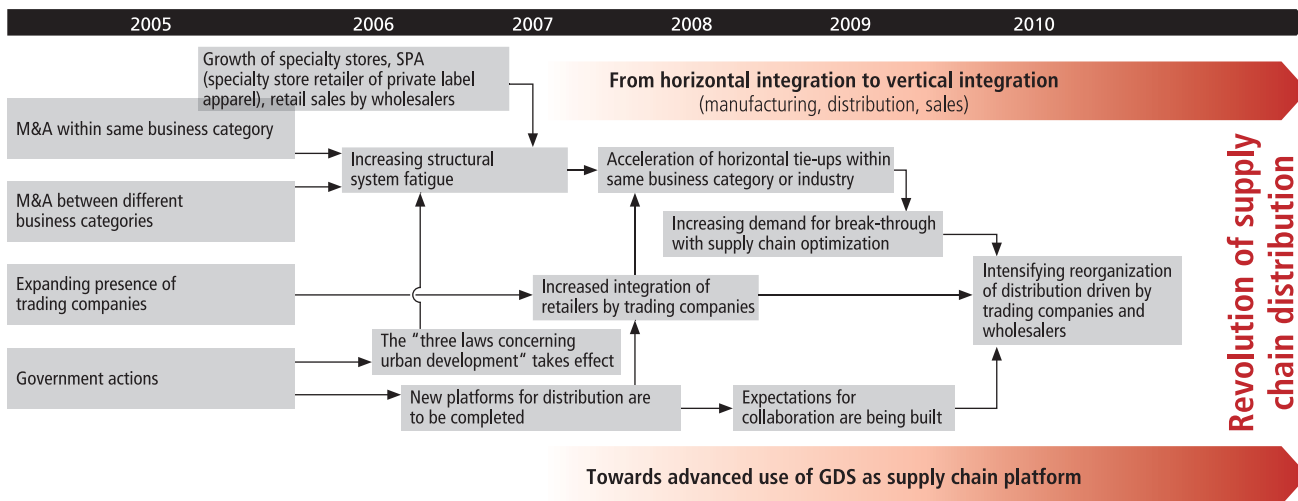 2005 2006 2007 2008 2009 2010
Growth of specialty stores, SPA
(specialty store retailer of private label
apparel), retail sales by wholesalers
From horizontal integration to vertical integration
(manufacturing, distribution, sales)
M&A within same business category
Increasing structural
system fatigue
Acceleration of horizontal tie-ups within
same business category or industry
M&A between different
business categories
Increasing demand for break-through
with supply chain optimization
Expanding presence of
trading companies
Increased integration of
retailers by trading companies
Intensifying reorganization
of distribution driven by
trading companies and
wholesalers
The "three laws concerning
urban development" takes effect
Government actions
New platforms for distribution are
to be completed
Expectations for
collaboration are being built
Revolution of supply
chain distribution
Towards advanced use of GDS as supply chain platform